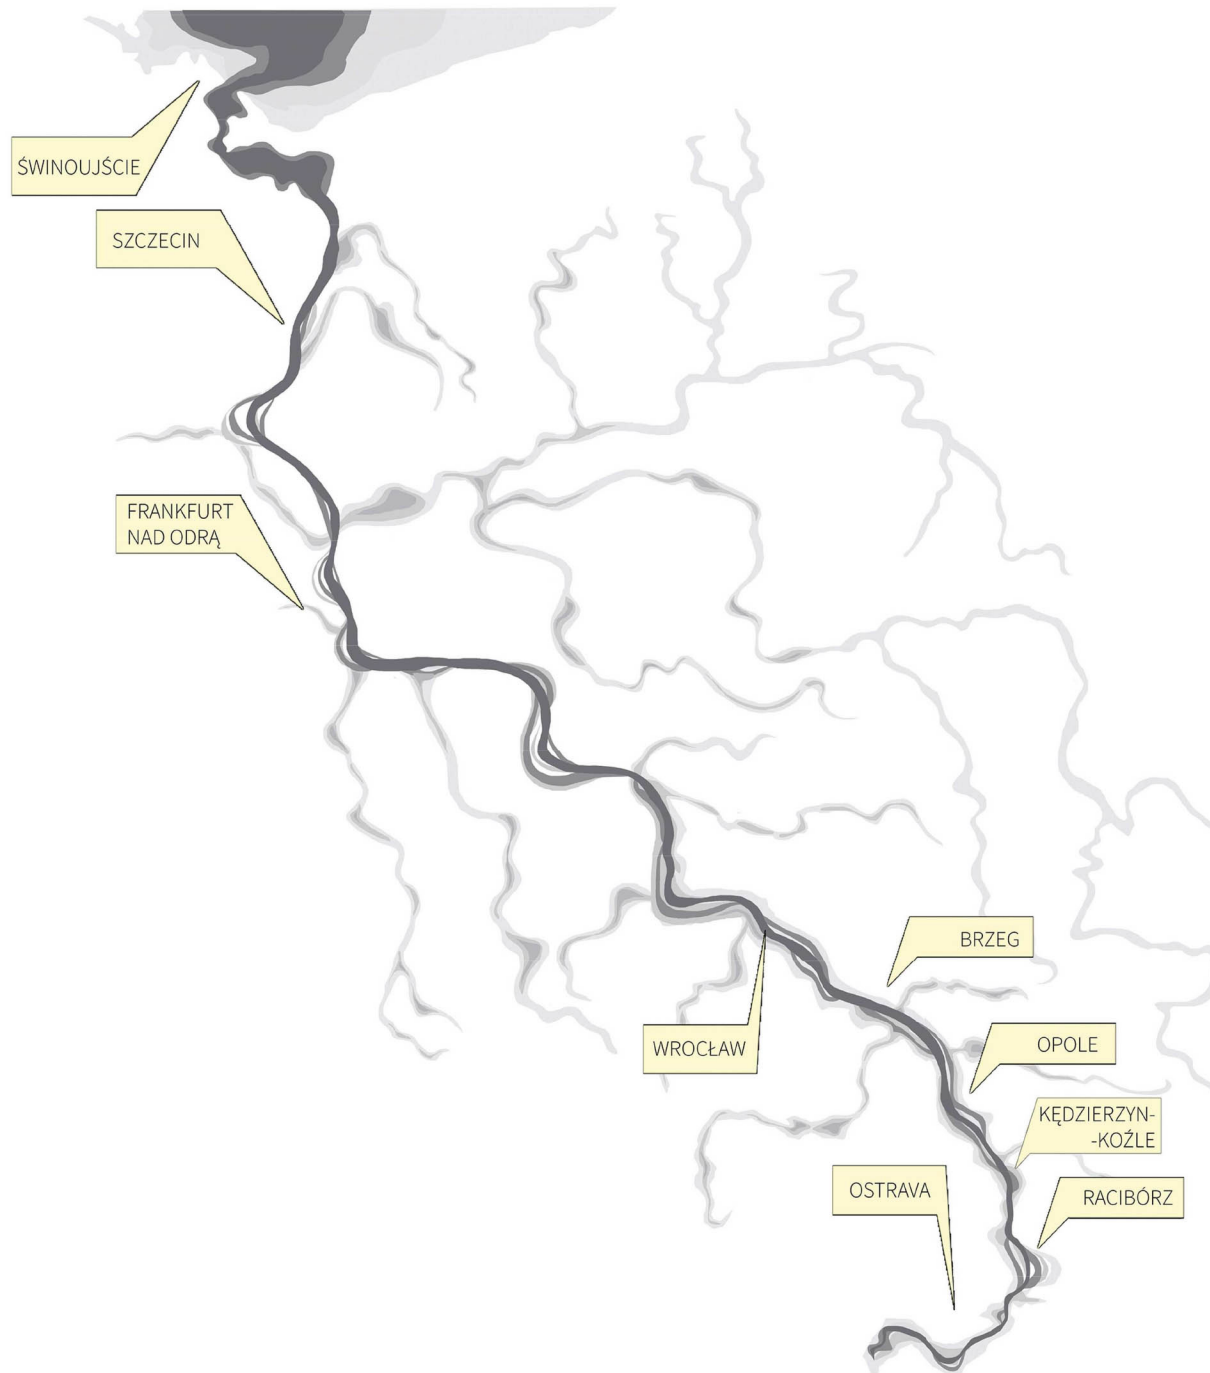 ŚWINOUJŚCIE
SZCZECIN
FRANKFURT
NAD ODRĄ
BRZEG
WROCŁAW
OPOLE
KĘDZIERZYN-
-KOŹLE
OSTRAVA
RACIBÓRZ